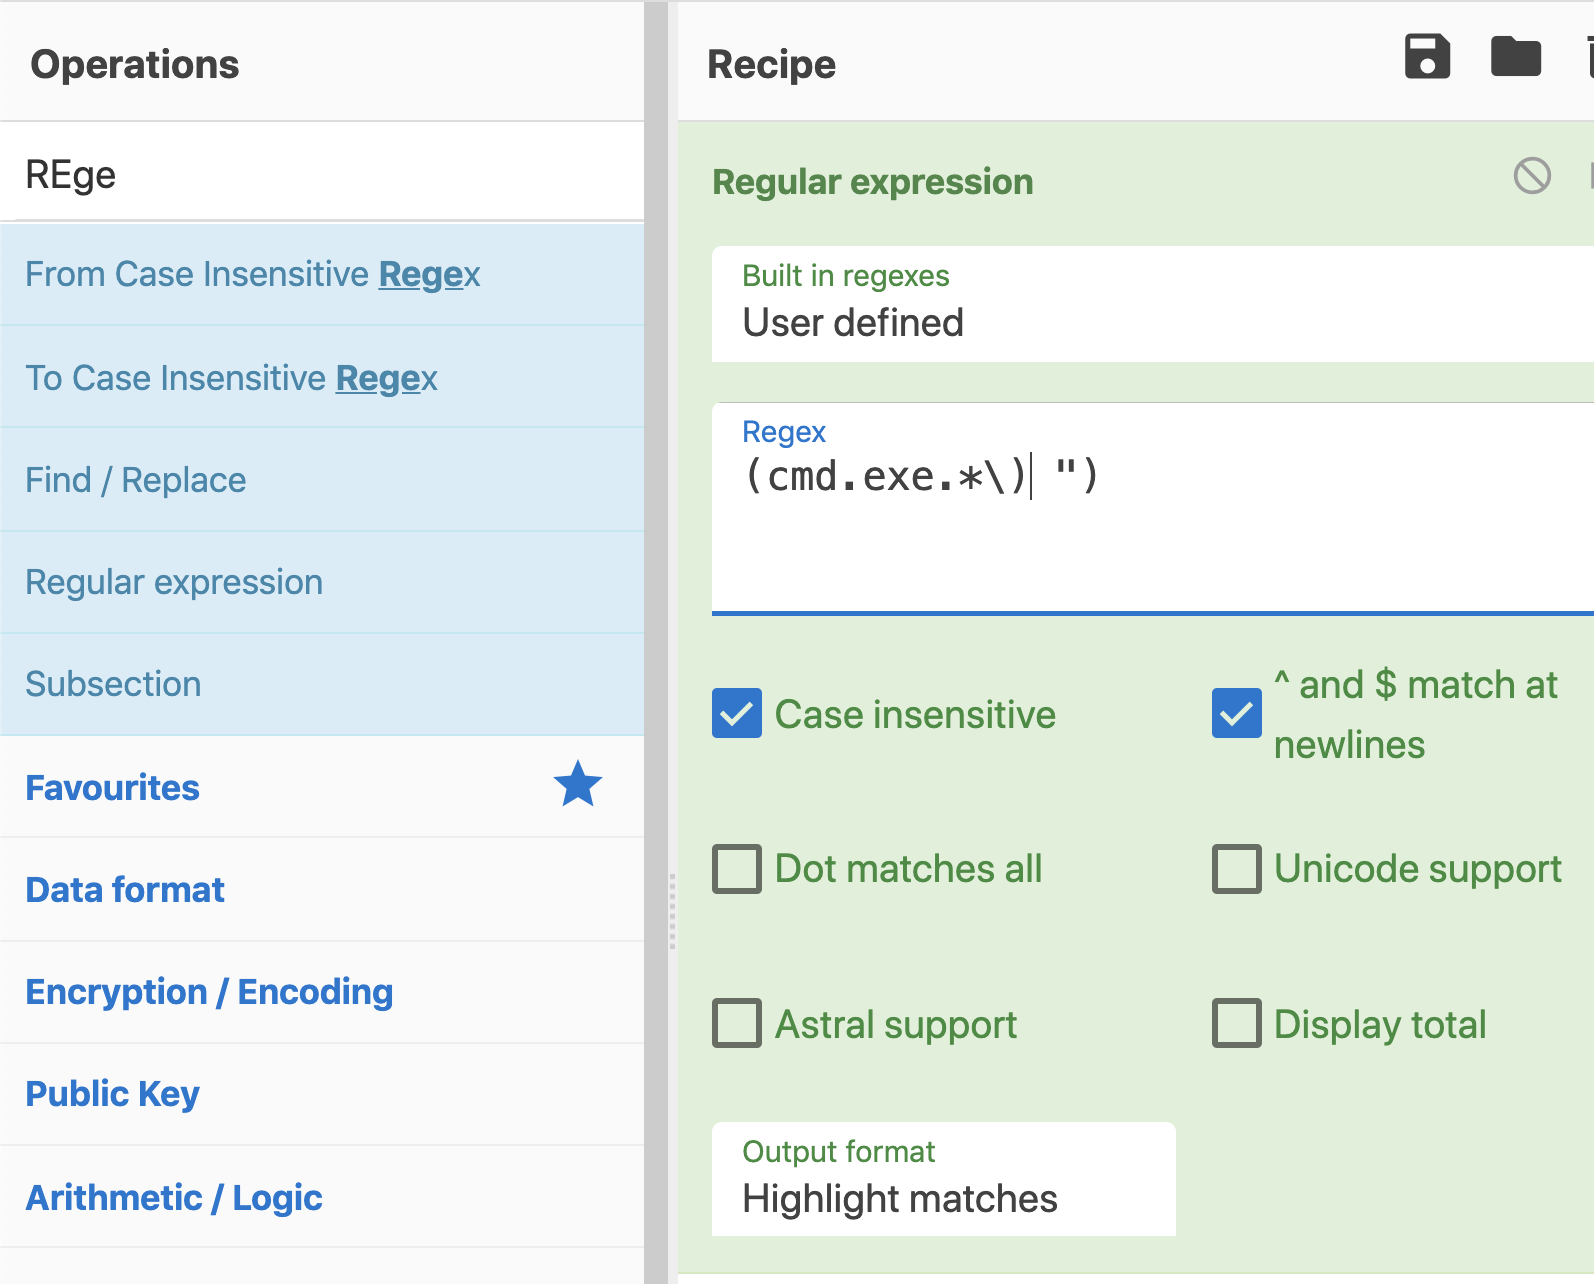 Operations
REge
From Case Insensitive Regex
To Case Insensitive Regex
Find / Replace
Regular expression
Subsection
Favourites
Data format
Encryption / Encoding
Public Key
Arithmetic / Logic
Recipe
Regular expression
Built in regexes
User defined
Regex
(cmd.exe.*\) ")
Case insensitive
^ and $ match at
newlines
Dot matches all
Unicode support
Astral support
Display total
Output format
Highlight matches